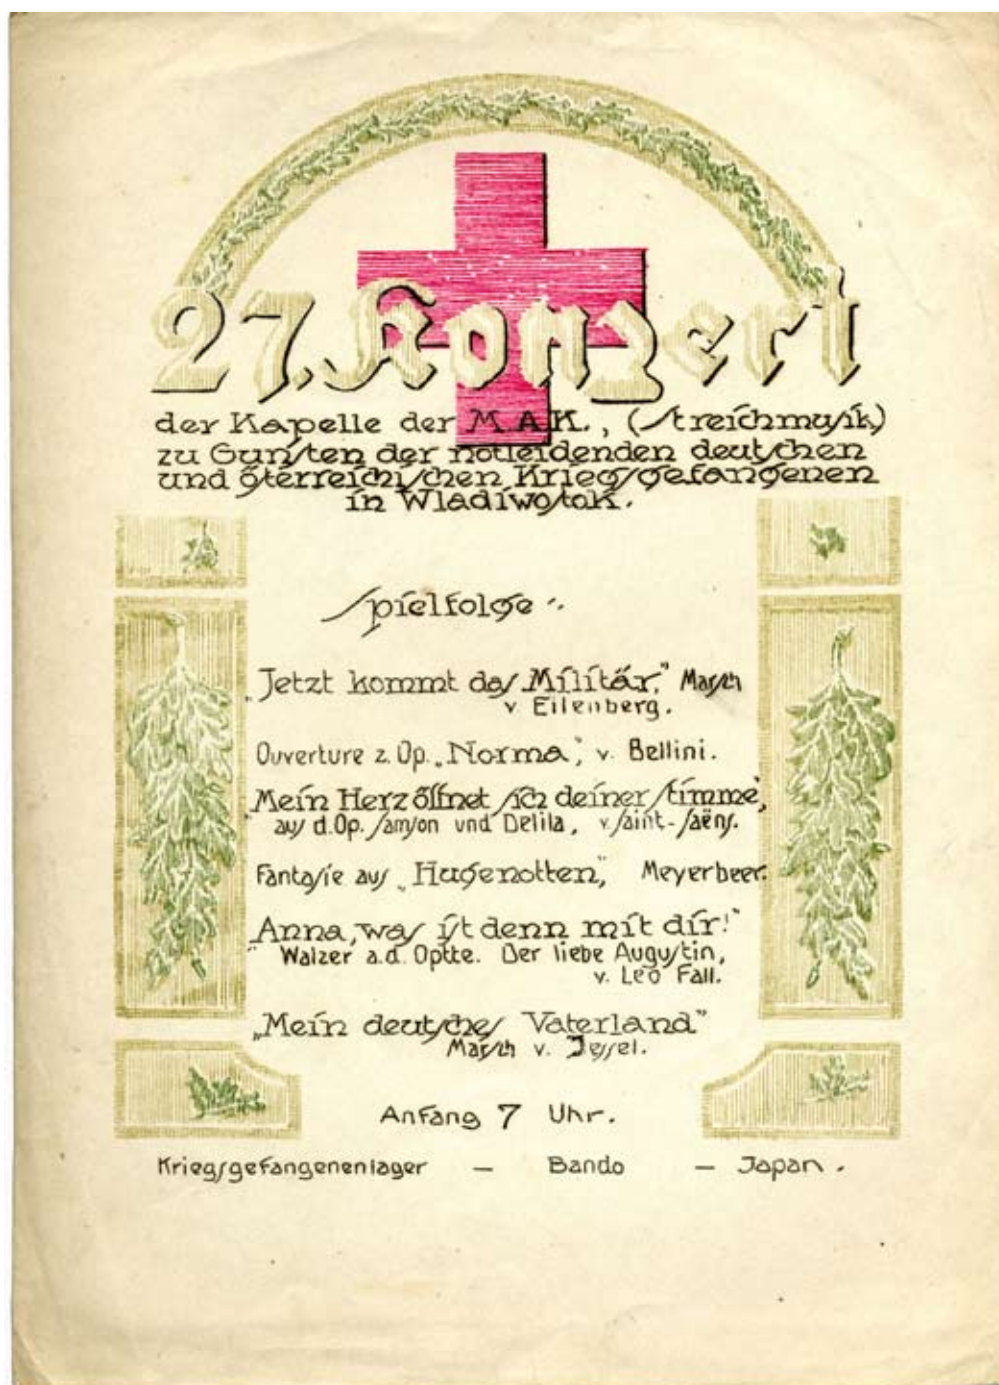 27. Konzert
der Kapelle der M.A.K., (Streichmusik)
zu Gunsten der notleidenden deutschen
und österreichischen Kriegsgefangenen
in Wladiwostok.
Spielfolge:
„Jetzt kommt das Militär,” Marsch
v. Eilenberg.
Ouverture z. Op. „Norma”, v. Bellini.
„Mein Herz öffnet sich deiner Stimme”,
aus d. Op. Samson und Delila, v. Saint-Saëns.
Fantasie aus „Hugenotten”, Meyerbeer.
„Anna, was ist denn mit dir!”
Walzer a. d. Optte. Der liebe Augustin,
v. Leo Fall.
„Mein deutsches Vaterland”
Marsch v. Jessel.
Anfang 7 Uhr.
Kriegsgefangenenlager — Bando — Japan.